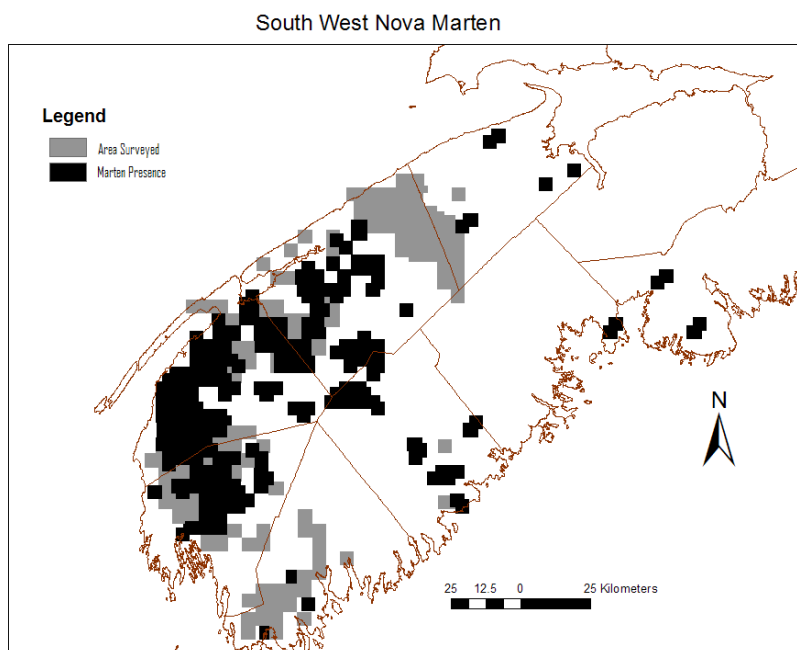 South West Nova Marten
Legend
Area Surveyed
Marten Presence
N
25 12.5 0 25 Kilometers